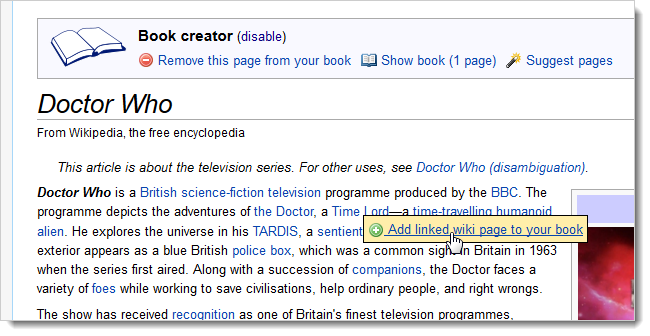 Book creator (disable)
Remove this page from your book Show book (1 page) Suggest pages
Doctor Who
From Wikipedia, the free encyclopedia
This article is about the television series. For other uses, see Doctor Who (disambiguation).
Doctor Who is a British science-fiction television programme produced by the BBC. The
programme depicts the adventures of the Doctor, a Time Lord—a time-travelling humanoid
alien. He explores the universe in his TARDIS, a sentient
Add linked wiki page to your book
exterior appears as a blue British police box, which was a common sight in Britain in 1963
when the series first aired. Along with a succession of companions, the Doctor faces a
variety of foes while working to save civilisations, help ordinary people, and right wrongs.
The show has received recognition as one of Britain's finest television programmes,